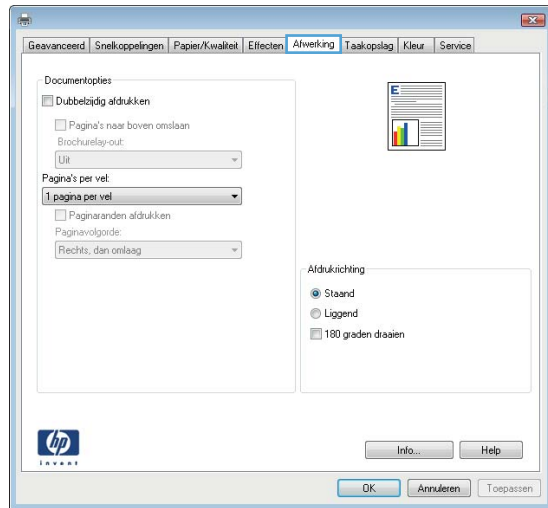 Geavanceerd Snelkoppelingen Papier/Kwaliteit Effecten Afwerking Taakopslag Kleur Service
Documentopties
Dubbelzijdig afdrukken
Pagina's naar boven omslaan
Brochurelay-out:
Uit
Pagina's per vel:
1 pagina per vel
Paginaranden afdrukken
Paginavolgorde:
Rechts, dan omlaag
E
Afdrukrichting
Staand
Liggend
180 graden draaien
hp
invent
Info... Help
OK Annuleren Toepassen